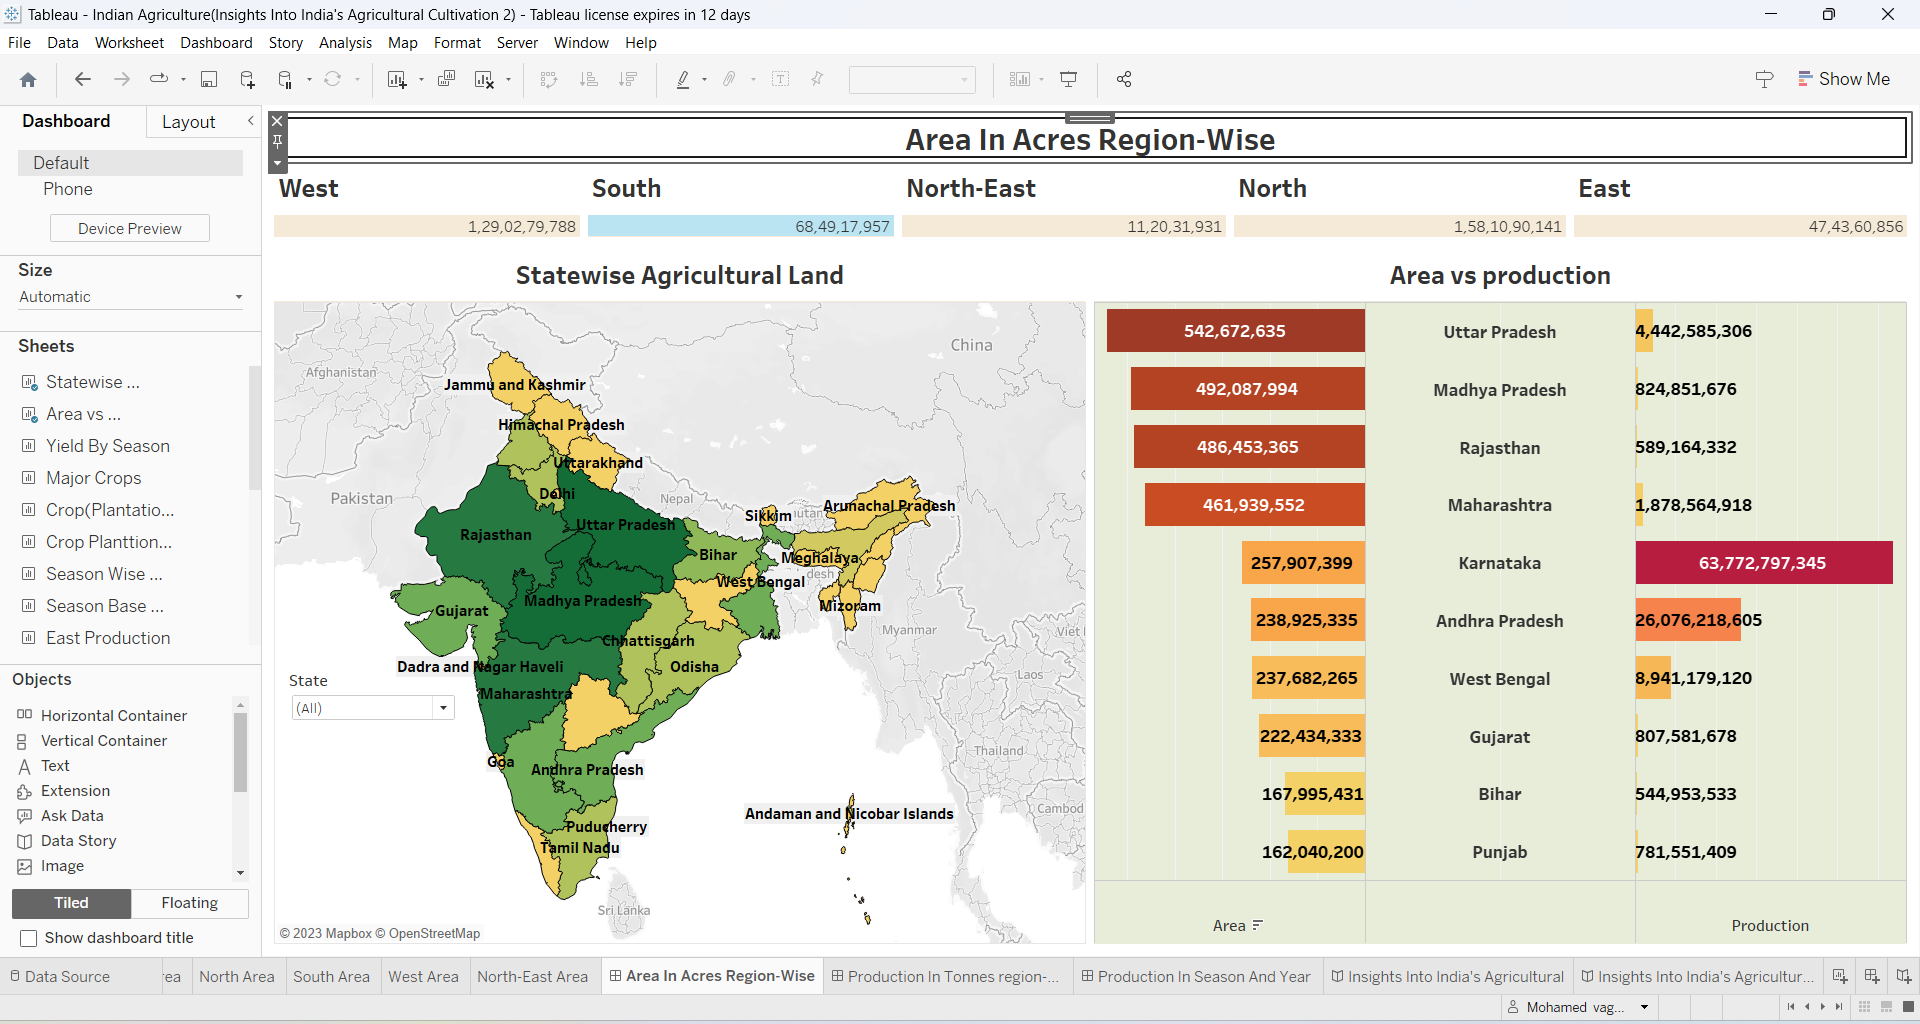 Tableau - Indian Agriculture(Insights Into India's Agricultural Cultivation 2) - Tableau license expires in 12 days
File Data Worksheet Dashboard Story Analysis Map Format Server Window Help
Show Me
Dashboard Layout
Default
Phone
Device Preview
Size
Automatic
Sheets
Statewise ...
Area vs ...
Yield By Season
Major Crops
Crop(Plantatio...
Crop Planttion...
Season Wise ...
Season Base ...
East Production
Objects
Horizontal Container
Vertical Container
Text
Extension
Ask Data
Data Story
Image
Tiled Floating
Show dashboard title
Area In Acres Region-Wise
West South North-East North East
1,29,02,79,788 68,49,17,957 11,20,31,931 1,58,10,90,141 47,43,60,856
Statewise Agricultural Land
China
Afghanistan
Jammu and Kashmir
Himachal Pradesh
Uttarakhand
Delhi
Pakistan
Nepal
Arunachal Pradesh
Sikkim
utan
Uttar Pradesh
Rajasthan
Bihar
Meghalaya
desh
West Bengal
Madhya Pradesh
Mizoram
Gujarat
Myanmar
Viet
Chhattisgarh
Dadra and Nagar Haveli
Odisha
Laos
State
(All)
Maharashtra
Thailand
Goa
Andhra Pradesh
Andaman and Nicobar Islands
Cambod
Puducherry
Tamil Nadu
Sri Lanka
© 2023 Mapbox © OpenStreetMap
Area vs production
542,672,635 Uttar Pradesh 4,442,585,306
492,087,994 Madhya Pradesh 824,851,676
486,453,365 Rajasthan 589,164,332
461,939,552 Maharashtra 1,878,564,918
257,907,399 Karnataka 63,772,797,345
238,925,335 Andhra Pradesh 26,076,218,605
237,682,265 West Bengal 8,941,179,120
222,434,333 Gujarat 807,581,678
167,995,431 Bihar 544,953,533
162,040,200 Punjab 781,551,409
Area Production
Data Source rea North Area South Area West Area North-East Area Area In Acres Region-Wise Production In Tonnes region-... Production In Season And Year Insights Into India's Agricultural Insights Into India's Agricultur...
Mohamed vag...